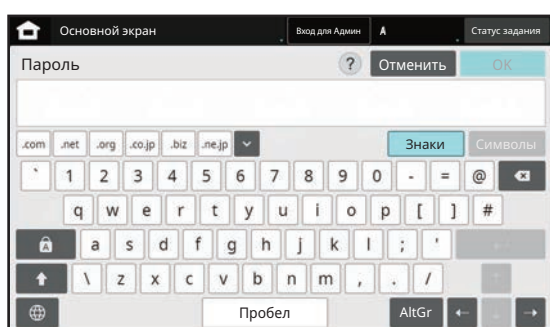 Основной экран Вход для Админ A Статус задания
Пароль ? Отменить OK
.com .net .org .co.jp .biz .ne.jp Знаки Символы
` 1 2 3 4 5 6 7 8 9 0 - = @
q w e r t y u i o p [ ] #
A a s d f g h j k l ; '
\ z x c v b n m , . /
Пробел AltGr